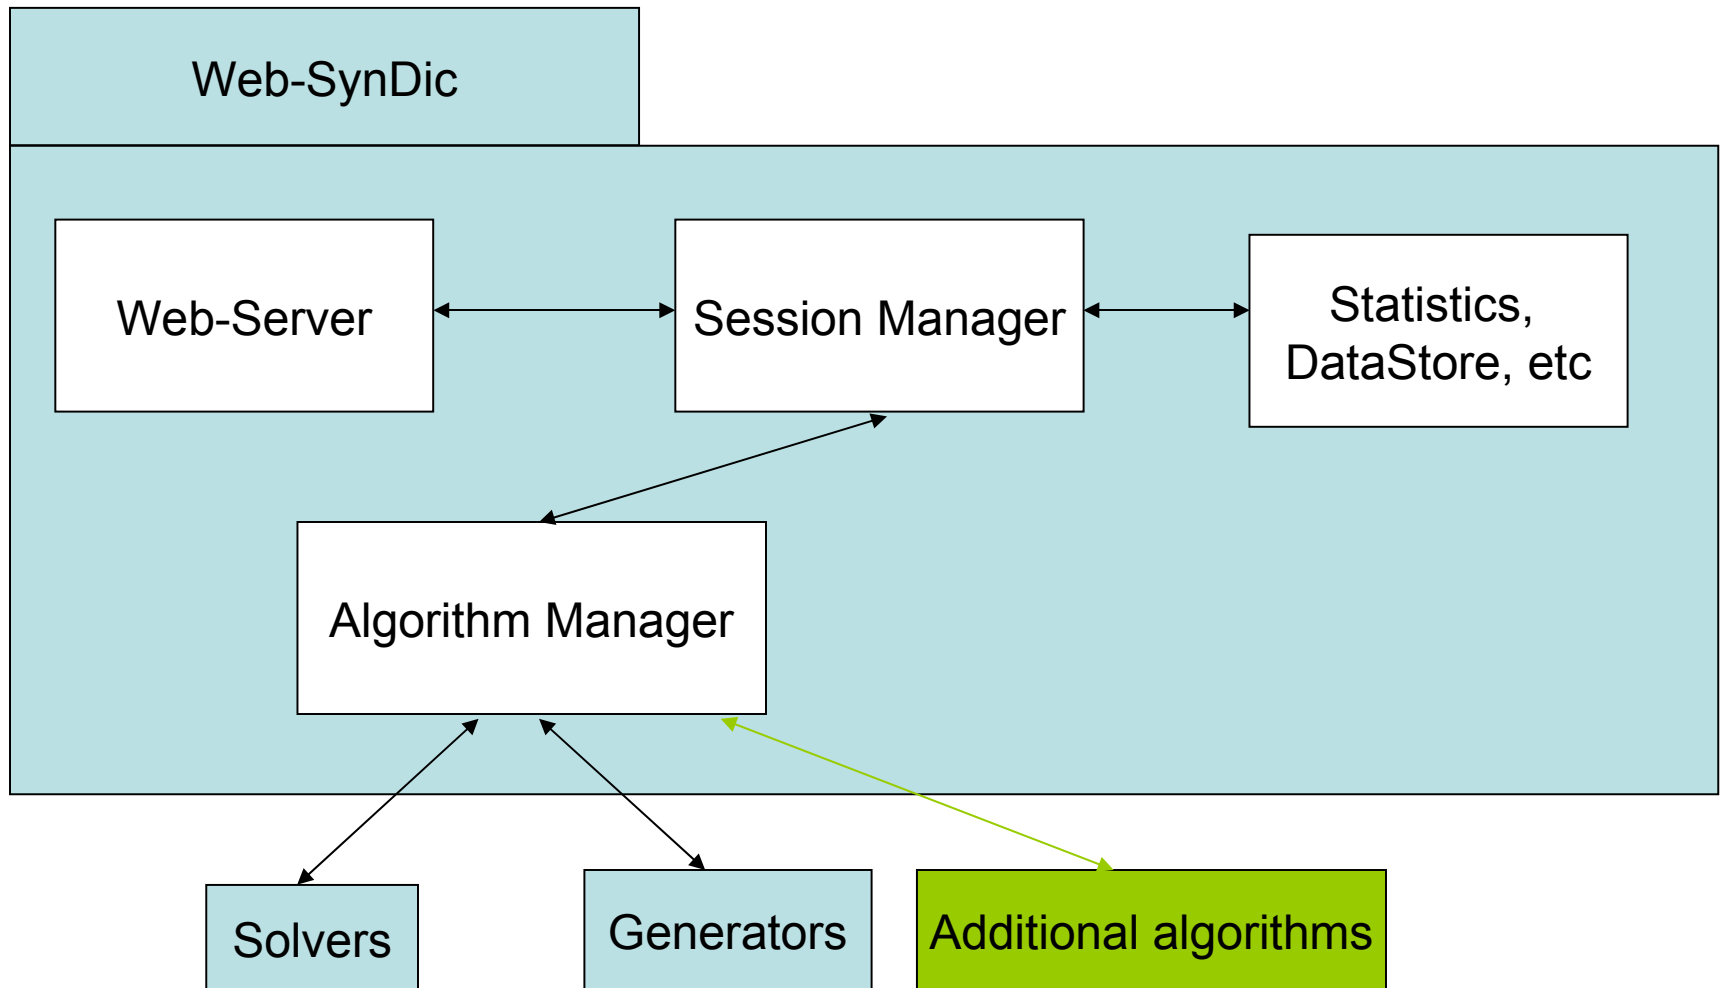 Web-SynDic
Web-Server
Session Manager
Statistics,
DataStore, etc
Algorithm Manager
Solvers
Generators
Additional algorithms